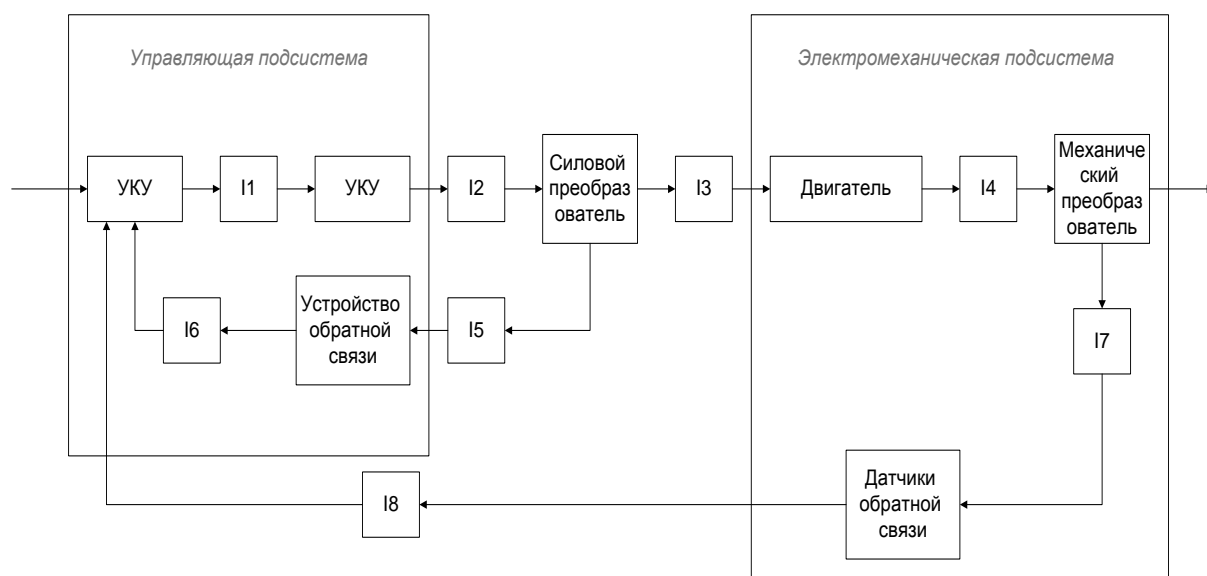 Управляющая подсистема
Электромеханическая подсистема
УКУ
I1
УКУ
I2
Силовой
преобраз
ователь
I3
Двигатель
I4
Механиче
ский
преобраз
ователь
I6
Устройство
обратной
связи
I5
I7
I8
Датчики
обратной
связи